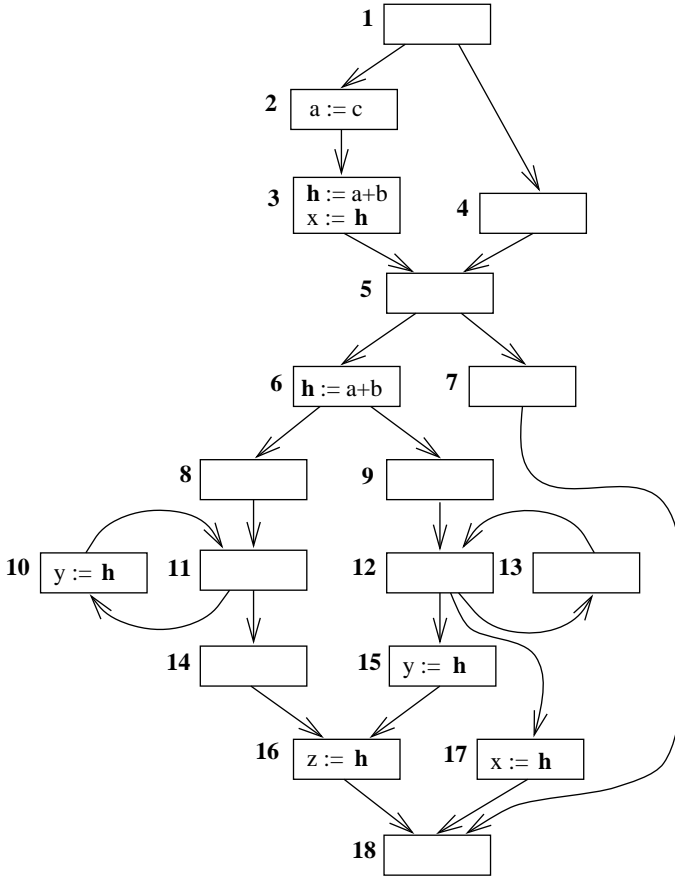 1
2 a := c
3 h := a+b
x := h
4
5
6 h := a+b
7
8
9
10 y := h
11
12
13
14
15 y := h
16 z := h
17 x := h
18